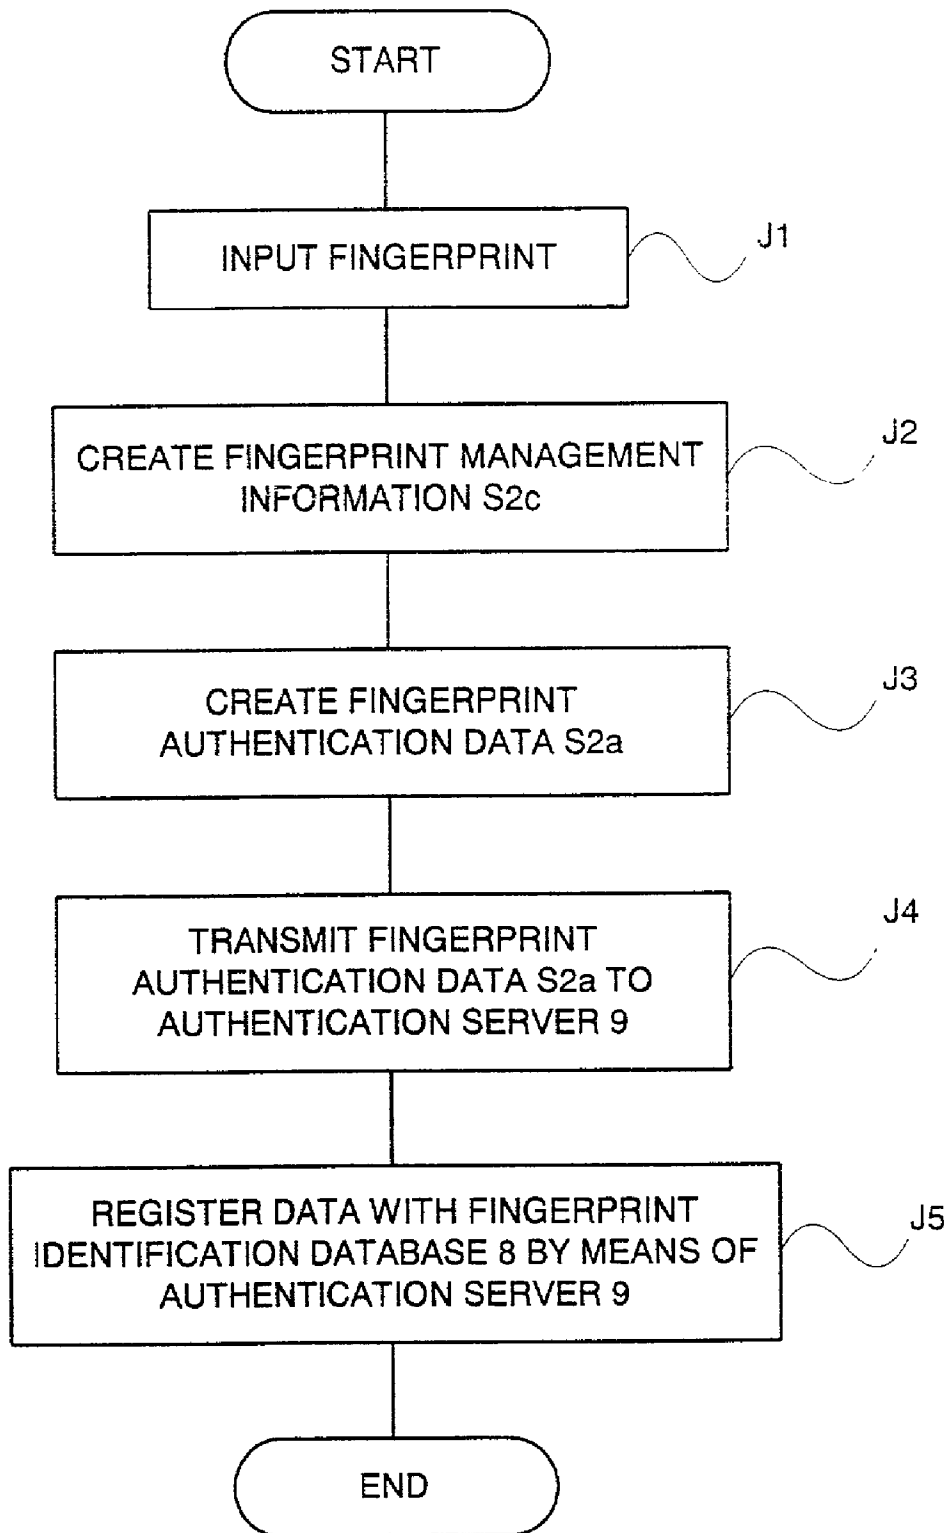 START
INPUT FINGERPRINT
J1
CREATE FINGERPRINT MANAGEMENT
INFORMATION S2c
J2
CREATE FINGERPRINT
AUTHENTICATION DATA S2a
J3
TRANSMIT FINGERPRINT
AUTHENTICATION DATA S2a TO
AUTHENTICATION SERVER 9
J4
REGISTER DATA WITH FINGERPRINT
IDENTIFICATION DATABASE 8 BY MEANS OF
AUTHENTICATION SERVER 9
J5
END